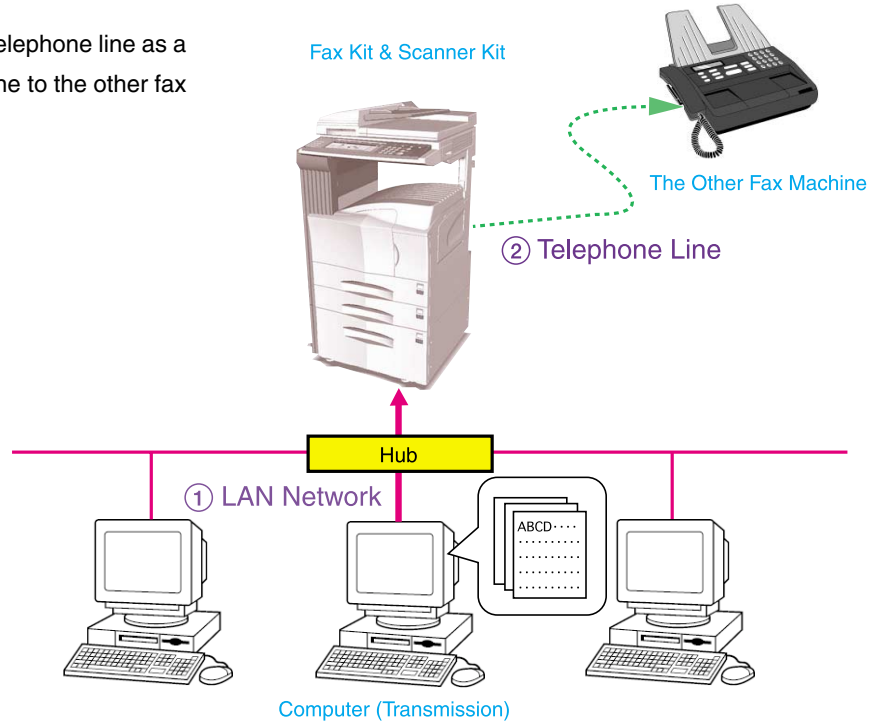 elephone line as a
ne to the other fax
Fax Kit & Scanner Kit
The Other Fax Machine
② Telephone Line
Hub
① LAN Network
ABCD····
Computer (Transmission)